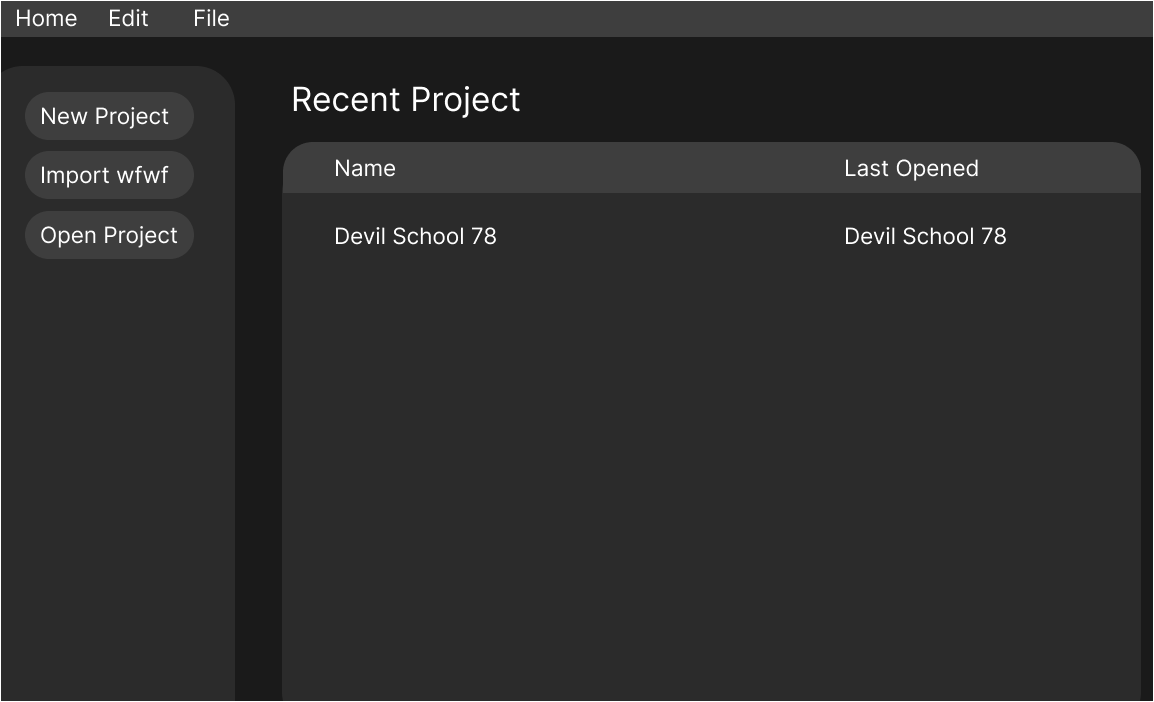 Home Edit File
New Project
Import wfwf
Open Project
Recent Project
Name Last Opened
Devil School 78 Devil School 78